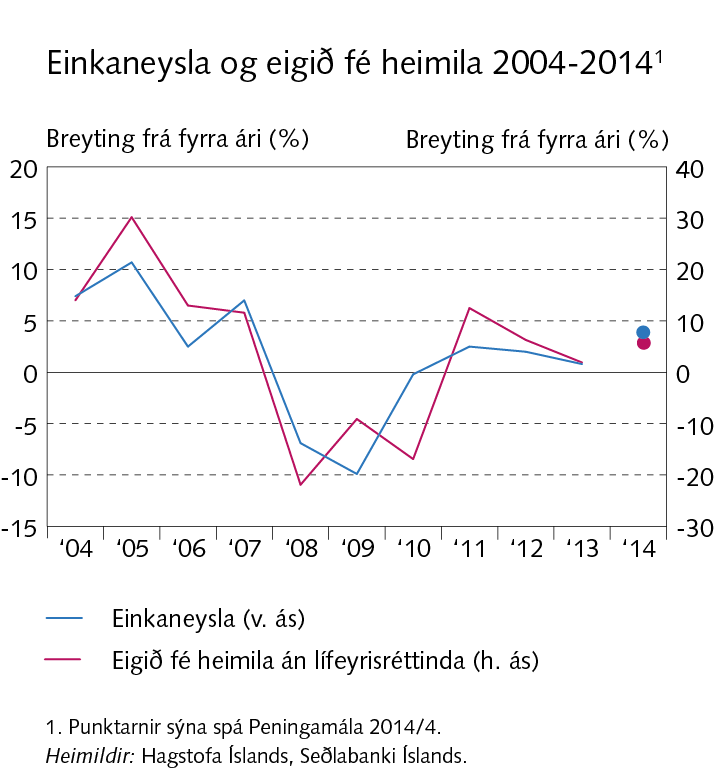 Einkaneysla og eigið fé heimila 2004-2014¹
Breyting frá fyrra ári (%) Breyting frá fyrra ári (%)
20 40
15 30
10 20
5 10
0 0
-5 -10
-10 -20
-15 -30
‘04 ‘05 ‘06 ‘07 ‘08 ‘09 ‘10 ‘11 ‘12 ‘13 ‘14
Einkaneysla (v. ás)
Eigið fé heimila án lífeyrisréttinda (h. ás)
1. Punktarnir sýna spá Peningamála 2014/4.
Heimildir: Hagstofa Íslands, Seðlabanki Íslands.